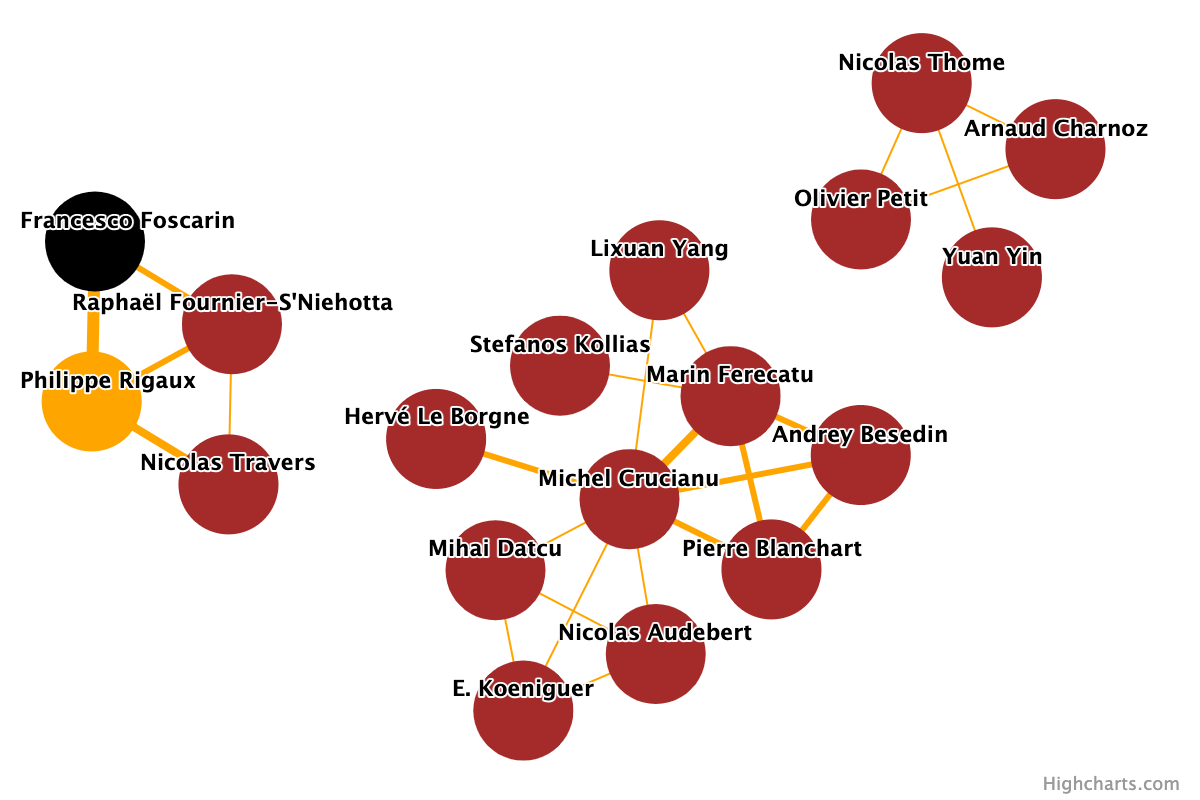 Nicolas Thome
Arnaud Charnoz
Olivier Petit
Yuan Yin
Francesco Foscarin
Raphaël Fournier-S'Niehotta
Philippe Rigaux
Nicolas Travers
Lixuan Yang
Stefanos Kollias
Marin Ferecatu
Hervé Le Borgne
Andrey Besedin
Michel Crucianu
Mihai Datcu
Pierre Blanchart
Nicolas Audebert
E. Koeniguer
Highcharts.com